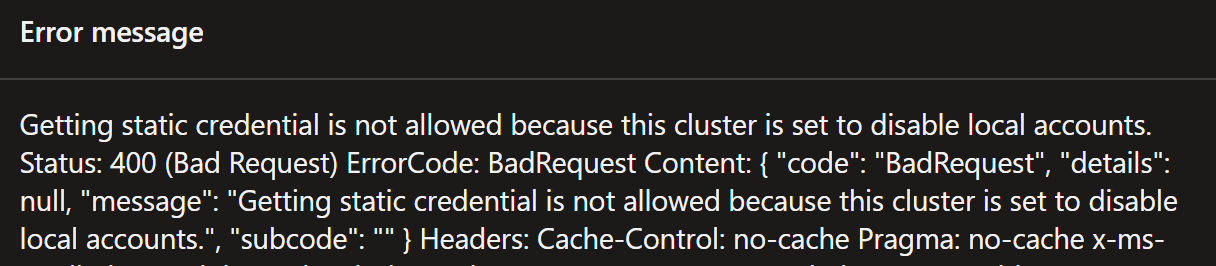 Error message
Getting static credential is not allowed because this cluster is set to disable local accounts.
Status: 400 (Bad Request) ErrorCode: BadRequest Content: { "code": "BadRequest", "details":
null, "message": "Getting static credential is not allowed because this cluster is set to disable
local accounts.", "subcode": "" } Headers: Cache-Control: no-cache Pragma: no-cache x-ms-